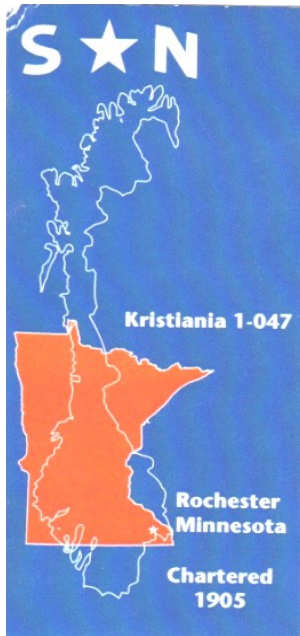 S ★ N
Kristiania 1-047
Rochester
Minnesota
Chartered
1905